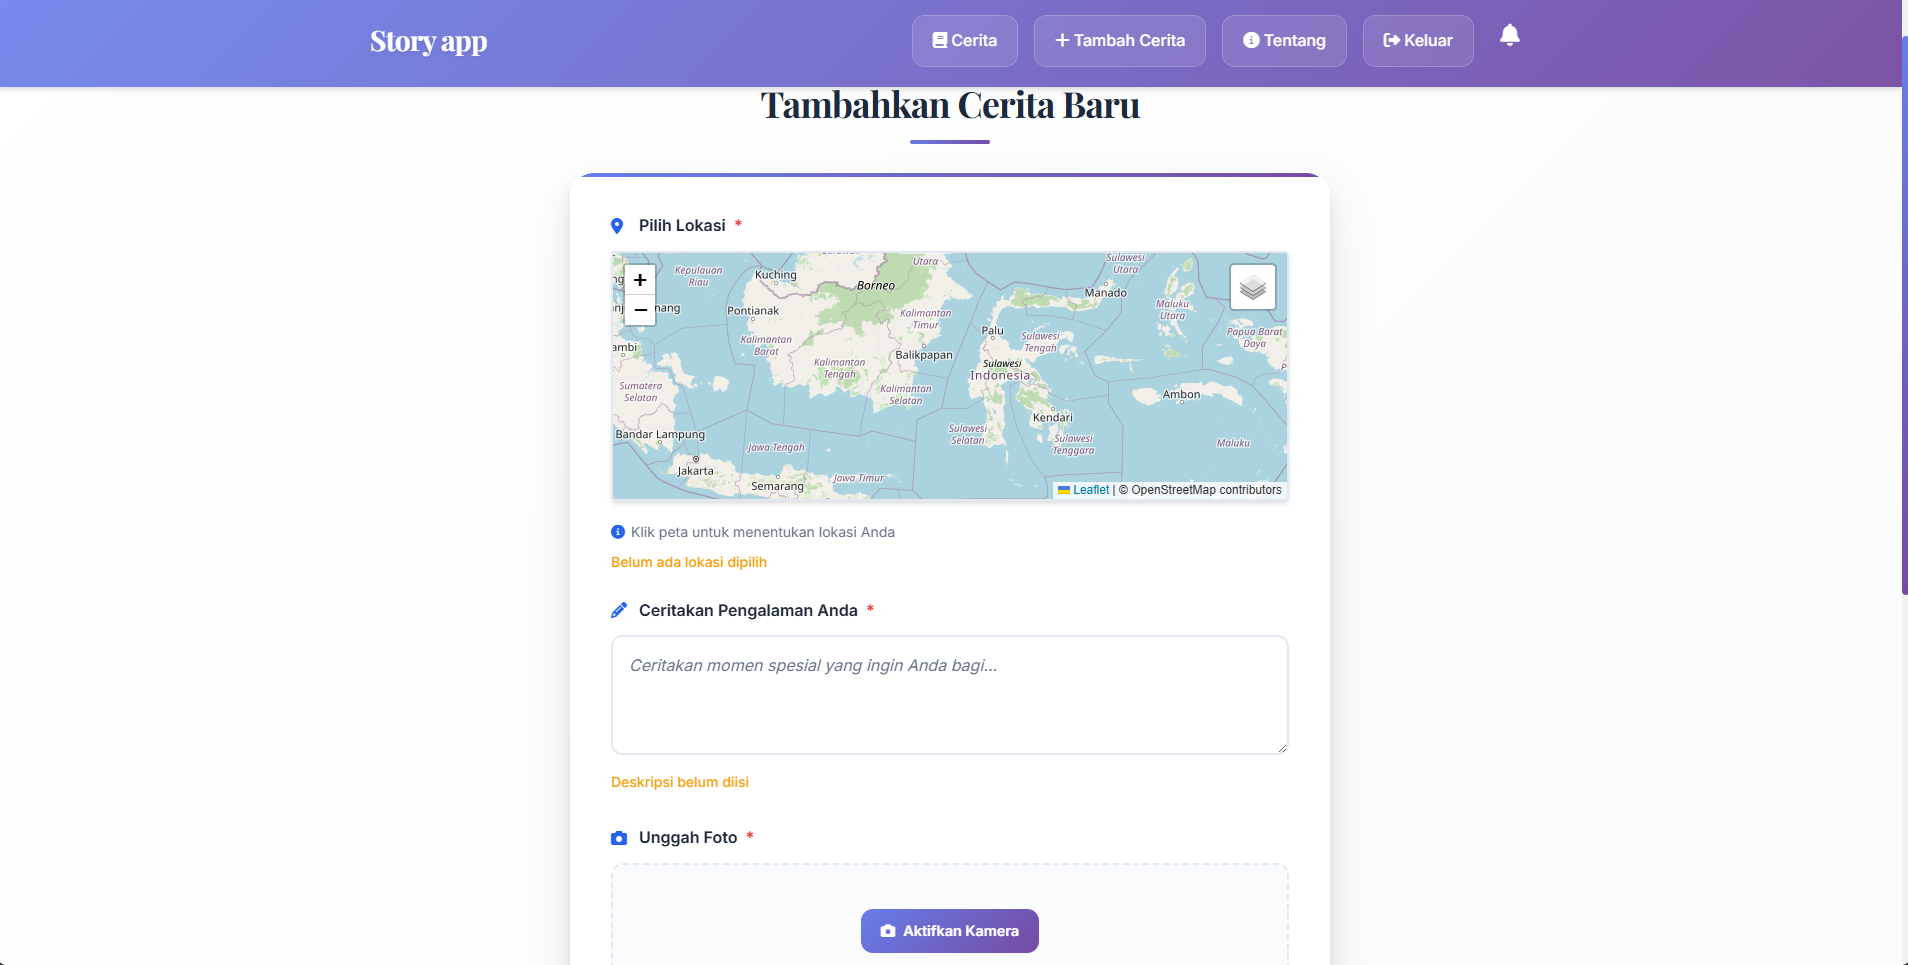 Story app
Cerita
Tambah Cerita
Tentang
Keluar
Tambahkan Cerita Baru
Pilih Lokasi *
+
−
Kepulauan
Riau
Kuching
Borneo
Utara
Sulawesi
Utara
Manado
Maluku
Utara
Pontianak
Kalimantan
Timur
Palu
Sulawesi
Tengah
Papua Barat
Daya
Kalimantan
Barat
Balikpapan
Kalimantan
Tengah
Sulawesi
Indonesia
Sumatera
Selatan
Kalimantan
Selatan
Ambon
Kendari
Bandar Lampung
Sulawesi
Selatan
Sulawesi
Tenggara
Maluku
Jawa Tengah
Jakarta
Semarang
Jawa Timur
Leaflet | © OpenStreetMap contributors
Klik peta untuk menentukan lokasi Anda
Belum ada lokasi dipilih
Ceritakan Pengalaman Anda *
Ceritakan momen spesial yang ingin Anda bagi...
Deskripsi belum diisi
Unggah Foto *
Aktifkan Kamera